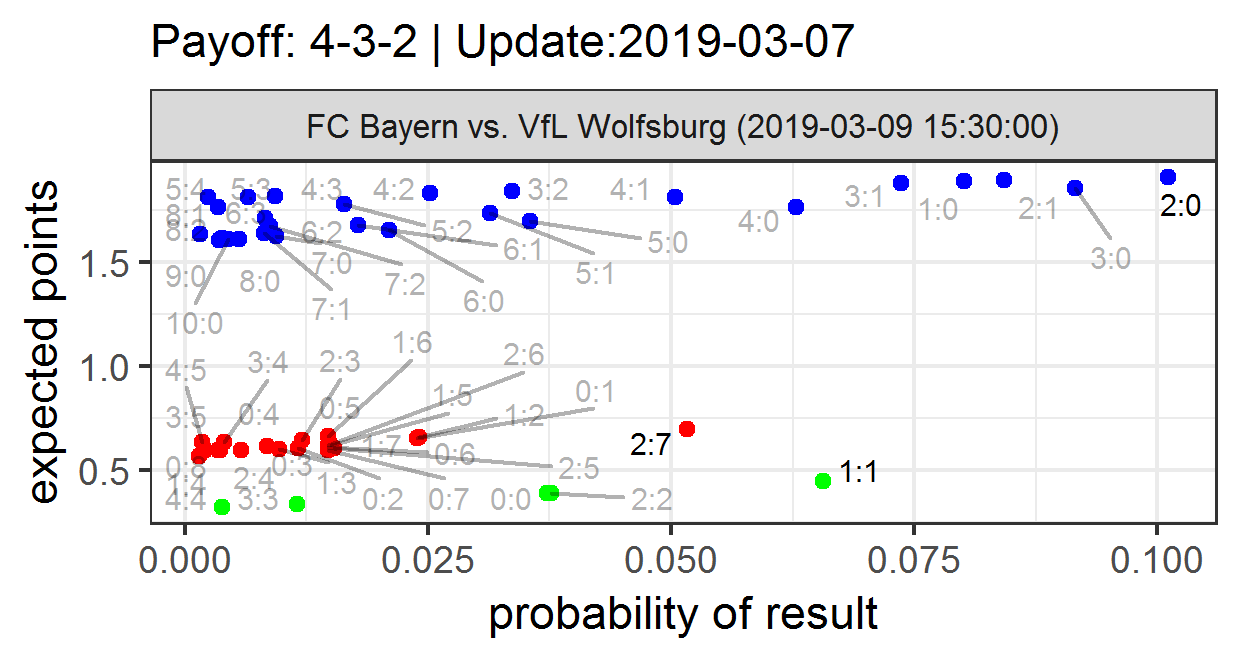 Payoff: 4-3-2 | Update:2019-03-07
FC Bayern vs. VfL Wolfsburg (2019-03-09 15:30:00)
expected points
1.5
1.0
0.5
5:4 5:3 4:3 4:2 3:2 4:1 3:1 1:0 2:1 2:0
8:1 6:3 4:0
6:2 5:2 6:1 5:0
9:0 8:0 7:0 7:2 5:1 3:0
10:0 7:1 6:0
1:6
4:5 3:4 2:3 2:6
3:5 0:4 0:5 1:5 1:2 0:1
1:7 0:6 2:7
0:3 2:5 1:1
1:4 2:4 1:3
4:4 3:3 0:2 0:7 0:0 2:2
0.000 0.025 0.050 0.075 0.100
probability of result